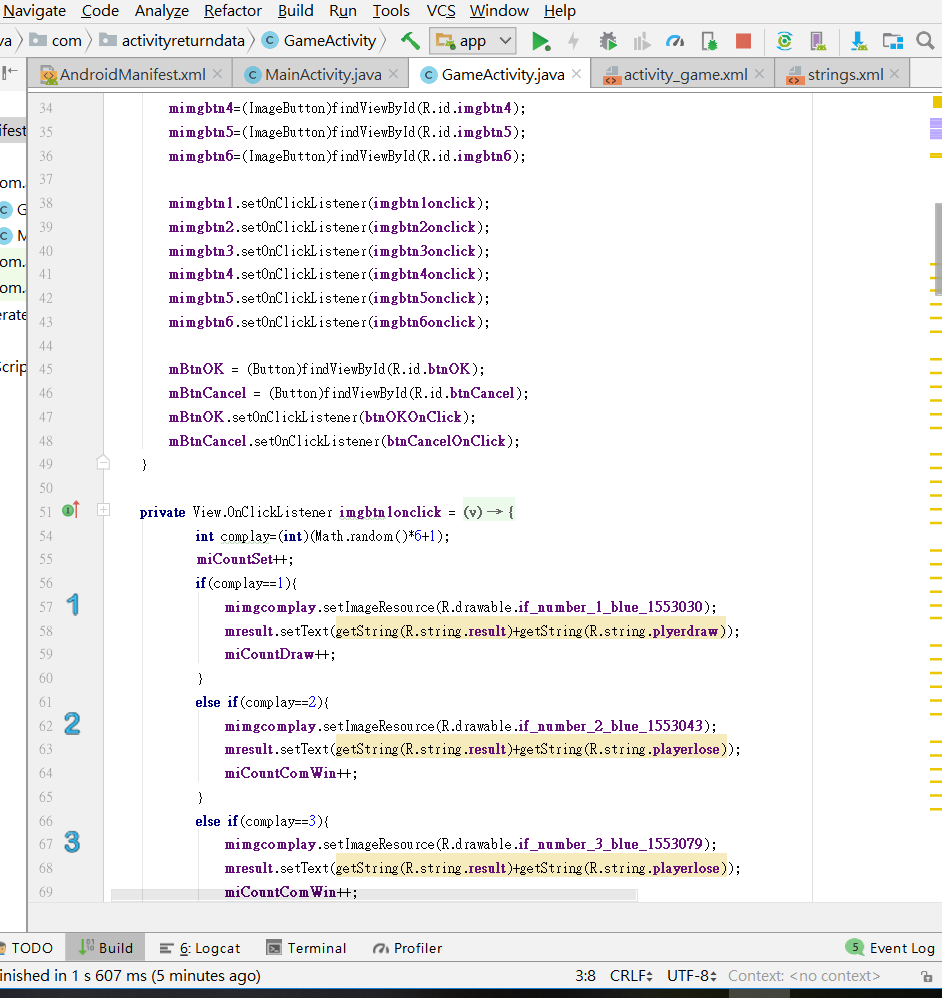 Navigate Code Analyze Refactor Build Run Tools VCS Window Help
va com activityreturndata GameActivity app
AndroidManifest.xml MainActivity.java GameActivity.java activity_game.xml strings.xml
34 mimgbtn4=(ImageButton)findViewById(R.id.imgbtn4);
35 mimgbtn5=(ImageButton)findViewById(R.id.imgbtn5);
36 mimgbtn6=(ImageButton)findViewById(R.id.imgbtn6);
37
38 mimgbtn1.setOnClickListener(imgbtn1onclick);
39 mimgbtn2.setOnClickListener(imgbtn2onclick);
40 mimgbtn3.setOnClickListener(imgbtn3onclick);
41 mimgbtn4.setOnClickListener(imgbtn4onclick);
42 mimgbtn5.setOnClickListener(imgbtn5onclick);
43 mimgbtn6.setOnClickListener(imgbtn6onclick);
44
45 mBtnOK = (Button)findViewById(R.id.btnOK);
46 mBtnCancel = (Button)findViewById(R.id.btnCancel);
47 mBtnOK.setOnClickListener(btnOKOnClick);
48 mBtnCancel.setOnClickListener(btnCancelOnClick);
49 }
50
51 private View.OnClickListener imgbtn1onclick = (v) → {
54 int complay=(int)(Math.random()*6+1);
55 miCountSet++;
56 if(complay==1){
57 1 mimgcomplay.setImageResource(R.drawable.if_number_1_blue_1553030);
58 mresult.setText(getString(R.string.result)+getString(R.string.plyerdraw));
59 miCountDraw++;
60 }
61 else if(complay==2){
62 2 mimgcomplay.setImageResource(R.drawable.if_number_2_blue_1553043);
63 mresult.setText(getString(R.string.result)+getString(R.string.playerlose));
64 miCountComWin++;
65 }
66 else if(complay==3){
67 3 mimgcomplay.setImageResource(R.drawable.if_number_3_blue_1553079);
68 mresult.setText(getString(R.string.result)+getString(R.string.playerlose));
69 miCountComWin++;
ifest
om.
G
M
om.
om.
erate
Scrip
TODO Build 6: Logcat Terminal Profiler 5 Event Log
inished in 1 s 607 ms (5 minutes ago) 3:8 CRLF UTF-8 Context: <no context>